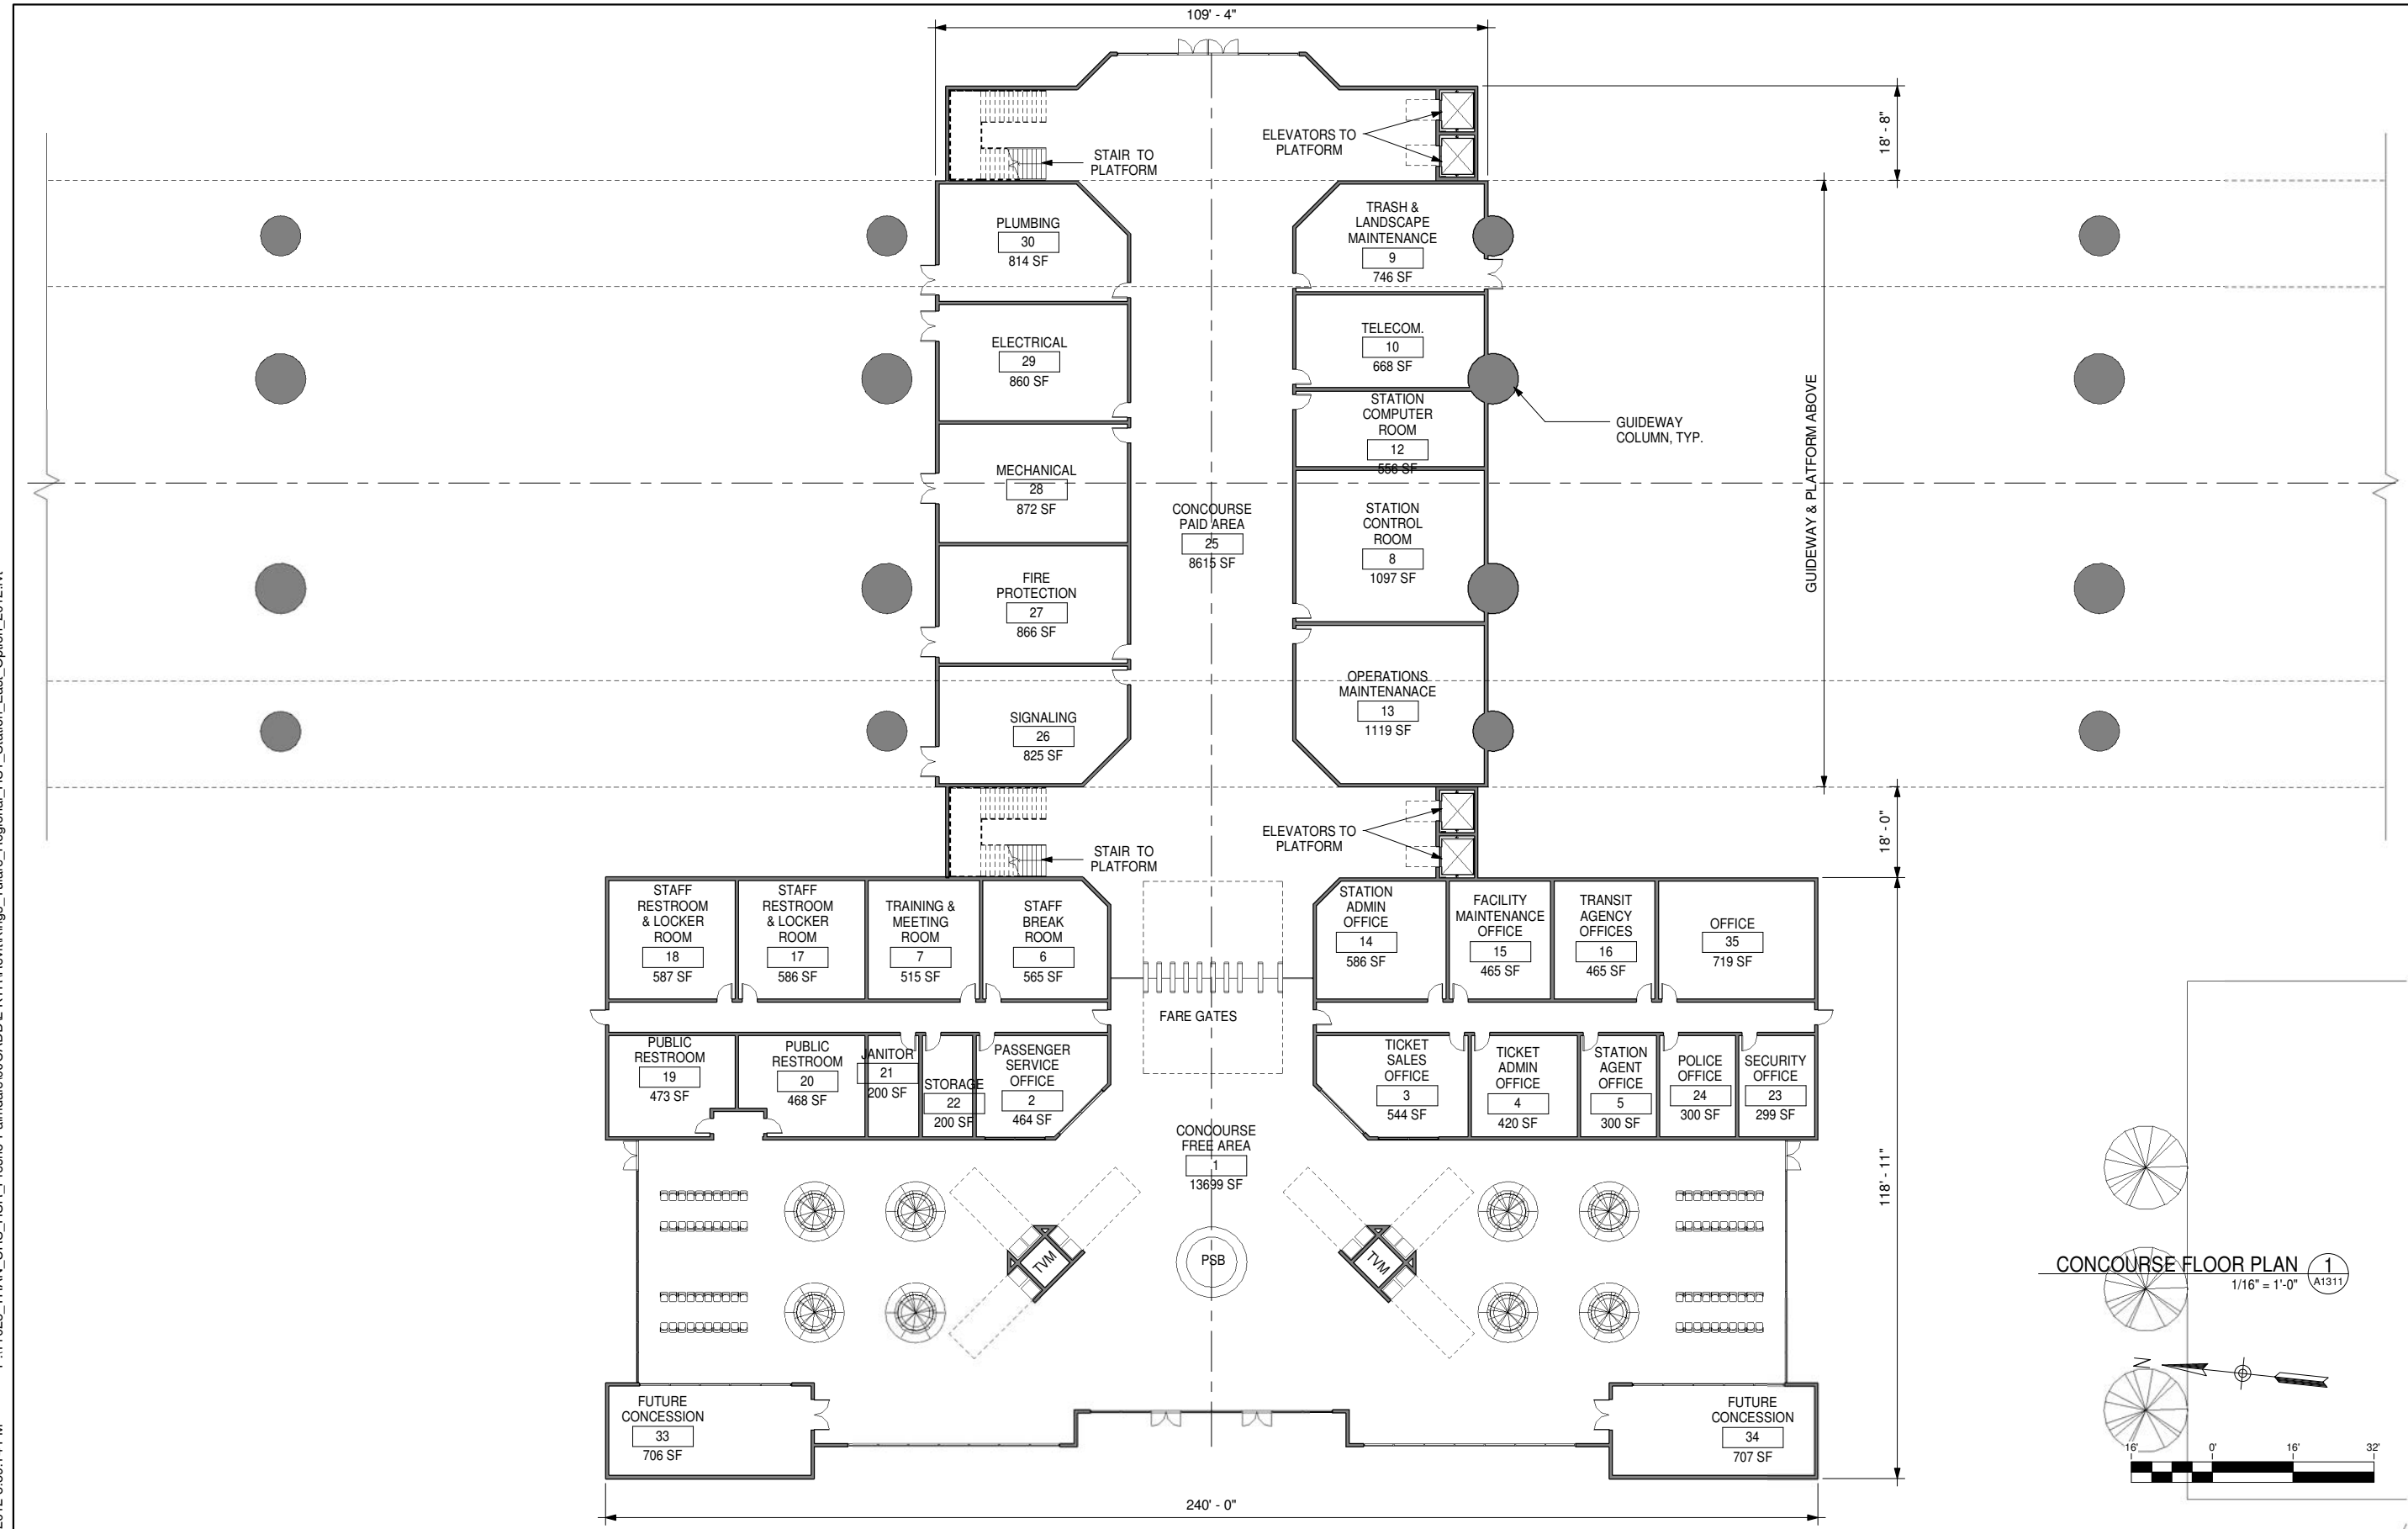 109' - 4"
18' - 8"
ELEVATORS TO
PLATFORM
STAIR TO
PLATFORM
PLUMBING
30
814 SF
TRASH &
LANDSCAPE
MAINTENANCE
9
746 SF
ELECTRICAL
29
860 SF
TELECOM.
10
668 SF
STATION
COMPUTER
ROOM
12
556 SF
GUIDEWAY
COLUMN, TYP.
GUIDEWAY & PLATFORM ABOVE
MECHANICAL
28
872 SF
CONCOURSE
PAID AREA
25
8615 SF
STATION
CONTROL
ROOM
8
1097 SF
FIRE
PROTECTION
27
866 SF
OPERATIONS
MAINTENANACE
13
1119 SF
SIGNALING
26
825 SF
ELEVATORS TO
PLATFORM
STAIR TO
PLATFORM
18' - 0"
STAFF
RESTROOM
& LOCKER
ROOM
18
587 SF
STAFF
RESTROOM
& LOCKER
ROOM
17
586 SF
TRAINING &
MEETING
ROOM
7
515 SF
STAFF
BREAK
ROOM
6
565 SF
STATION
ADMIN
OFFICE
14
586 SF
FACILITY
MAINTENANCE
OFFICE
15
465 SF
TRANSIT
AGENCY
OFFICES
16
465 SF
OFFICE
35
719 SF
FARE GATES
PUBLIC
RESTROOM
19
473 SF
PUBLIC
RESTROOM
20
468 SF
JANITOR
21
200 SF
STORAGE
22
200 SF
PASSENGER
SERVICE
OFFICE
2
464 SF
TICKET
SALES
OFFICE
3
544 SF
TICKET
ADMIN
OFFICE
4
420 SF
STATION
AGENT
OFFICE
5
300 SF
POLICE
OFFICE
24
300 SF
SECURITY
OFFICE
23
299 SF
CONCOURSE
FREE AREA
1
13699 SF
118' - 11"
TVM
PSB
TVM
CONCOURSE FLOOR PLAN
1
A1311
1/16" = 1'-0"
N
16'
0'
16'
32'
FUTURE
CONCESSION
33
706 SF
FUTURE
CONCESSION
34
707 SF
240' - 0"